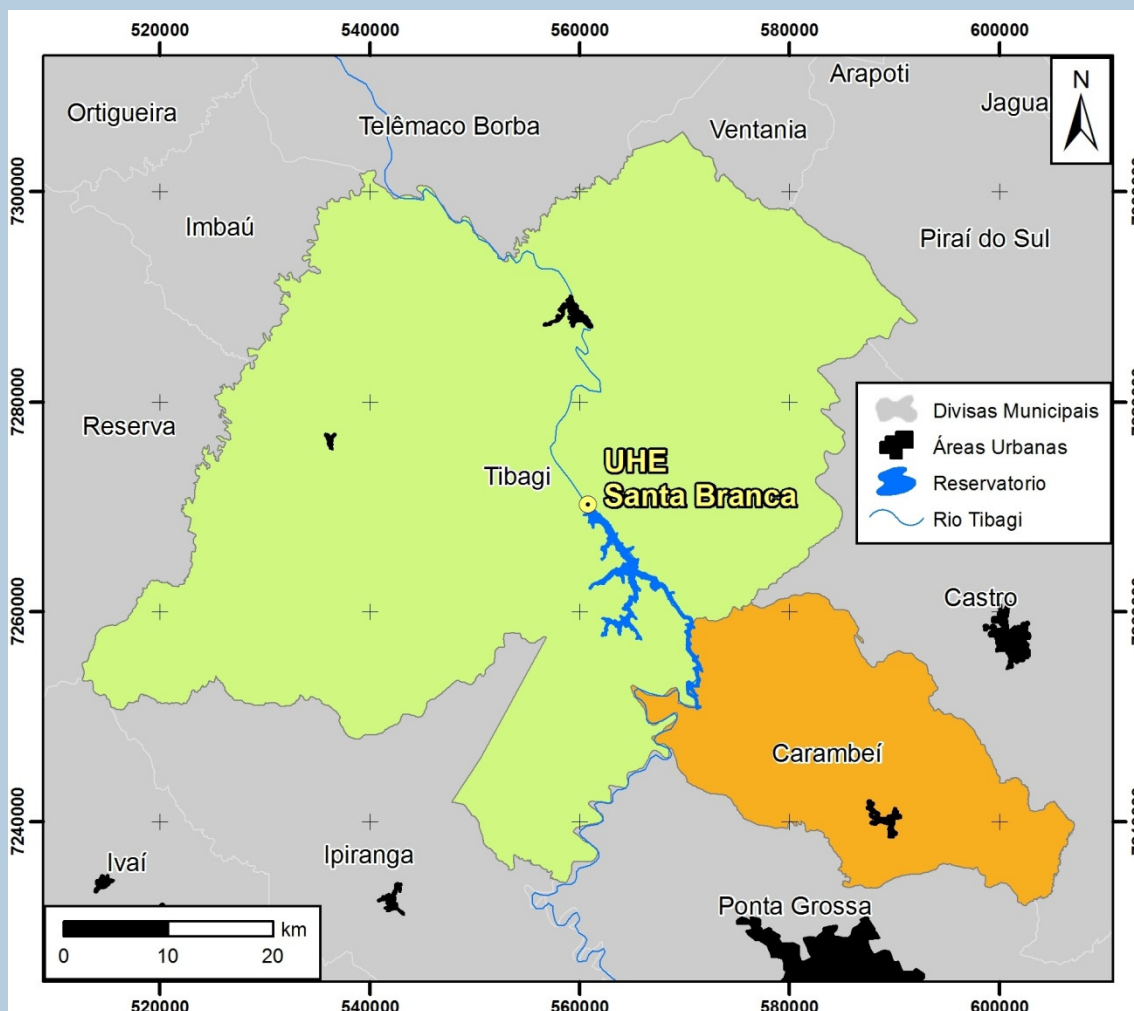 520000
540000
560000
580000
600000
N
Arapoti
Jagua
Ortigueira
Telêmaco Borba
Ventania
7300000
Imbaú
Piraí do Sul
7280000
Reserva
Divisas Municipais
Áreas Urbanas
Reservatorio
Rio Tibagi
Tibagi
UHE
Santa Branca
7260000
Castro
Carambeí
7240000
Ivaí
Ipiranga
Ponta Grossa
km
0
10
20
520000
540000
560000
580000
600000